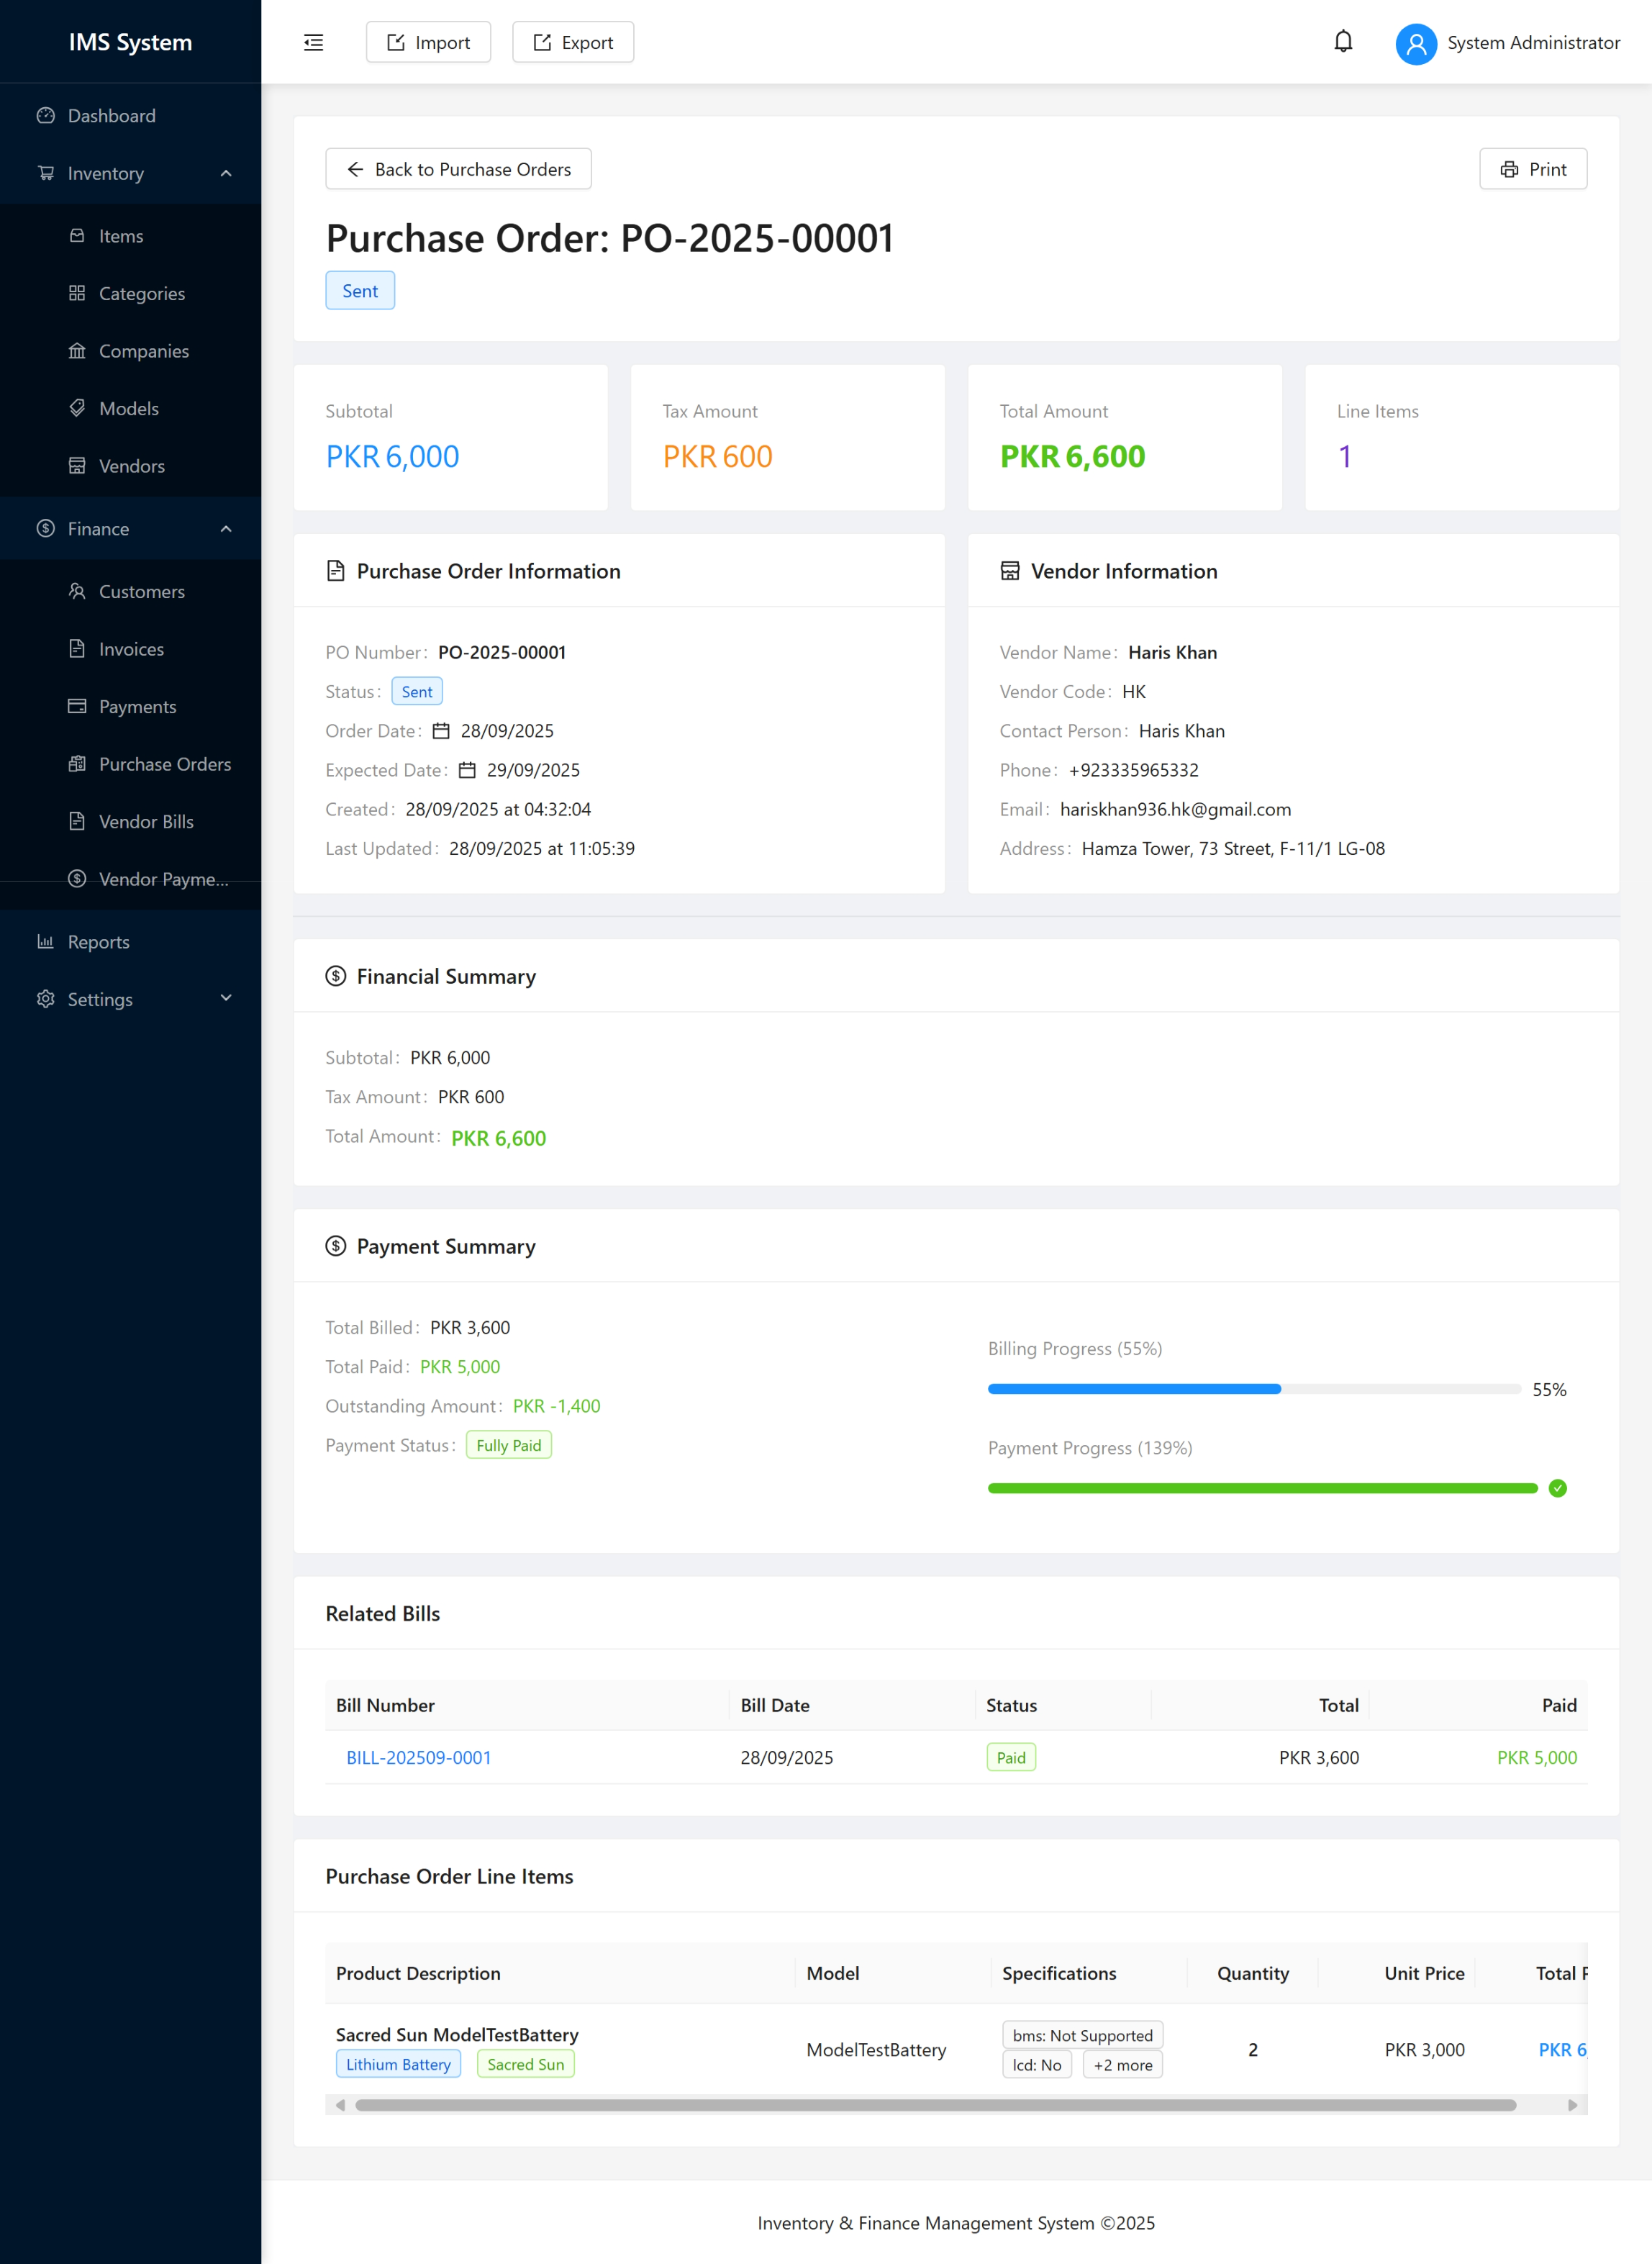 IMS System
Import
Export
System Administrator
Dashboard
Inventory
Items
Categories
Companies
Models
Vendors
Finance
Customers
Invoices
Payments
Purchase Orders
Vendor Bills
Vendor Payme...
Reports
Settings
Back to Purchase Orders
Print
Purchase Order: PO-2025-00001
Sent
Subtotal
PKR 6,000
Tax Amount
PKR 600
Total Amount
PKR 6,600
Line Items
1
Purchase Order Information
PO Number: PO-2025-00001
Status: Sent
Order Date: 28/09/2025
Expected Date: 29/09/2025
Created: 28/09/2025 at 04:32:04
Last Updated: 28/09/2025 at 11:05:39
Vendor Information
Vendor Name: Haris Khan
Vendor Code: HK
Contact Person: Haris Khan
Phone: +923335965332
Email: hariskhan936.hk@gmail.com
Address: Hamza Tower, 73 Street, F-11/1 LG-08
Financial Summary
Subtotal: PKR 6,000
Tax Amount: PKR 600
Total Amount: PKR 6,600
Payment Summary
Total Billed: PKR 3,600
Total Paid: PKR 5,000
Outstanding Amount: PKR -1,400
Payment Status: Fully Paid
Billing Progress (55%)
55%
Payment Progress (139%)
Related Bills
Bill Number Bill Date Status Total Paid
BILL-202509-0001 28/09/2025 Paid PKR 3,600 PKR 5,000
Purchase Order Line Items
Product Description Model Specifications Quantity Unit Price Total
Sacred Sun ModelTestBattery
Lithium Battery Sacred Sun
ModelTestBattery
bms: Not Supported
lcd: No +2 more
2
PKR 3,000
PKR 6,
Inventory & Finance Management System ©2025